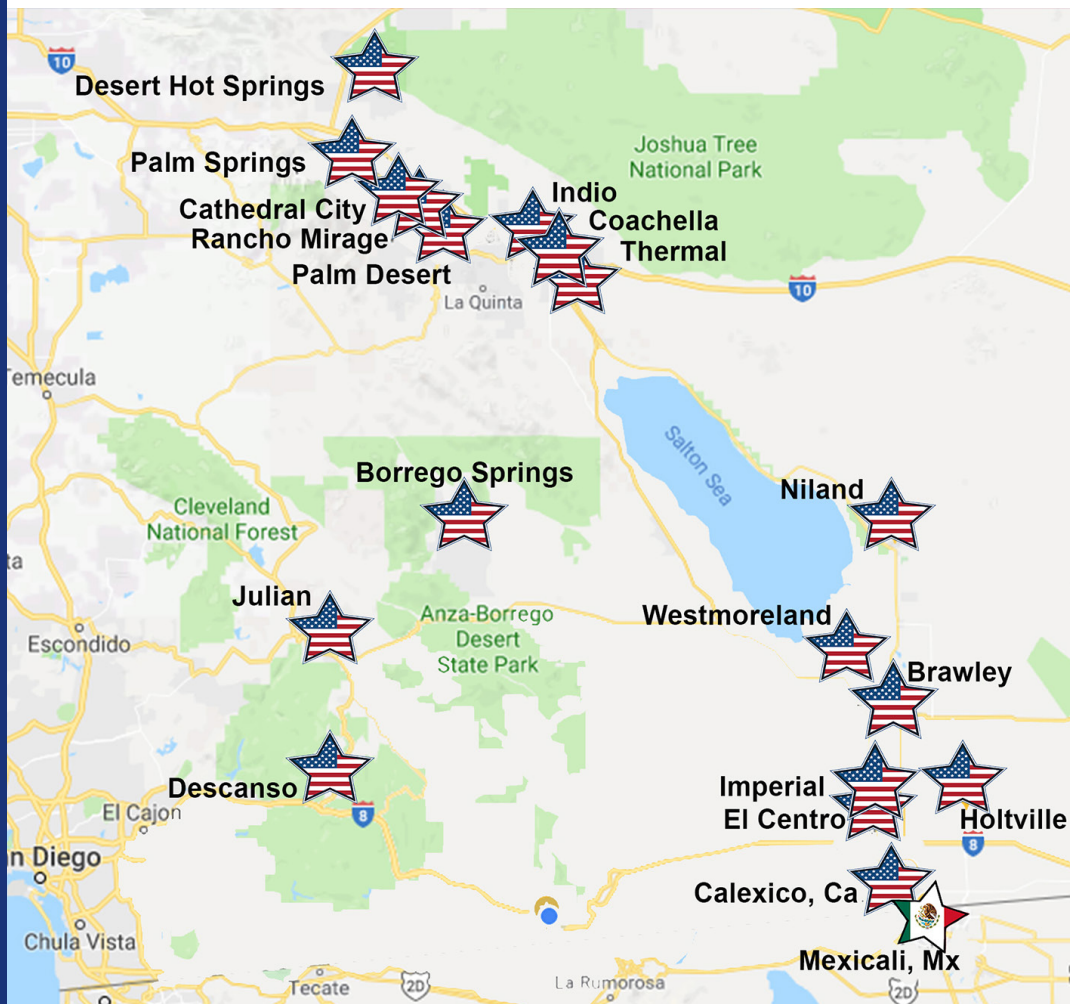 10
Desert Hot Springs
Joshua Tree
National Park
Palm Springs
Indio
Cathedral City
Coachella
Rancho Mirage
Thermal
Palm Desert
10
La Quinta
Temecula
Salton Sea
Borrego Springs
Niland
Cleveland
National Forest
ta
Julian
Anza-Borrego
Desert
State Park
Westmoreland
Escondido
Brawley
Imperial
Descanso
El Cajon
8
El Centro
Holtville
8
an Diego
Calexico, Ca
Chula Vista
Mexicali, Mx
Tecate
2D
La Rumorosa
2D